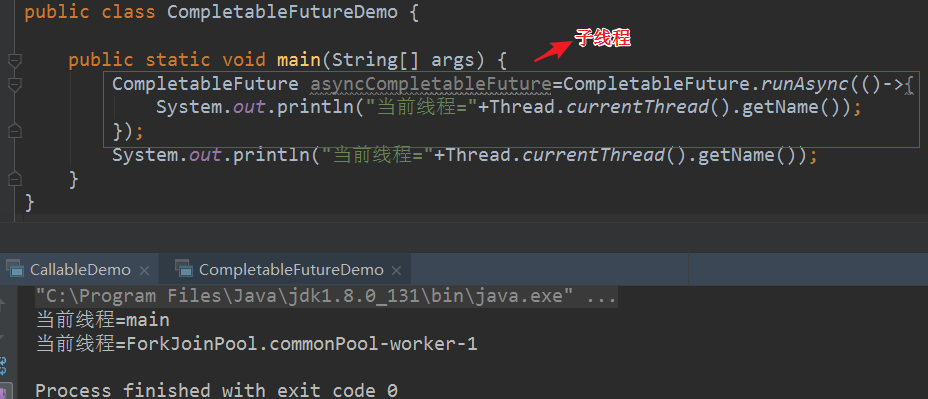 public class CompletableFutureDemo {
子线程
public static void main(String[] args) {
CompletableFuture asyncCompletableFuture=CompletableFuture.runAsync(()->{
System.out.println("当前线程="+Thread.currentThread().getName());
});
System.out.println("当前线程="+Thread.currentThread().getName());
}
}
CallableDemo × CompletableFutureDemo ×
"C:\Program Files\Java\jdk1.8.0_131\bin\java.exe" ...
当前线程=main
当前线程=ForkJoinPool.commonPool-worker-1
Process finished with exit code 0